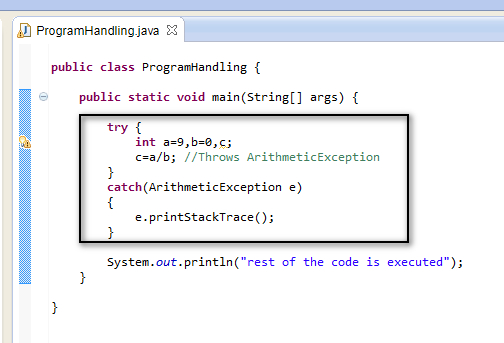 ProgramHandling.java
public class ProgramHandling {
public static void main(String[] args) {
try {
int a=9,b=0,c;
c=a/b; //Throws ArithmeticException
}
catch(ArithmeticException e)
{
e.printStackTrace();
}
System.out.println("rest of the code is executed");
}
}